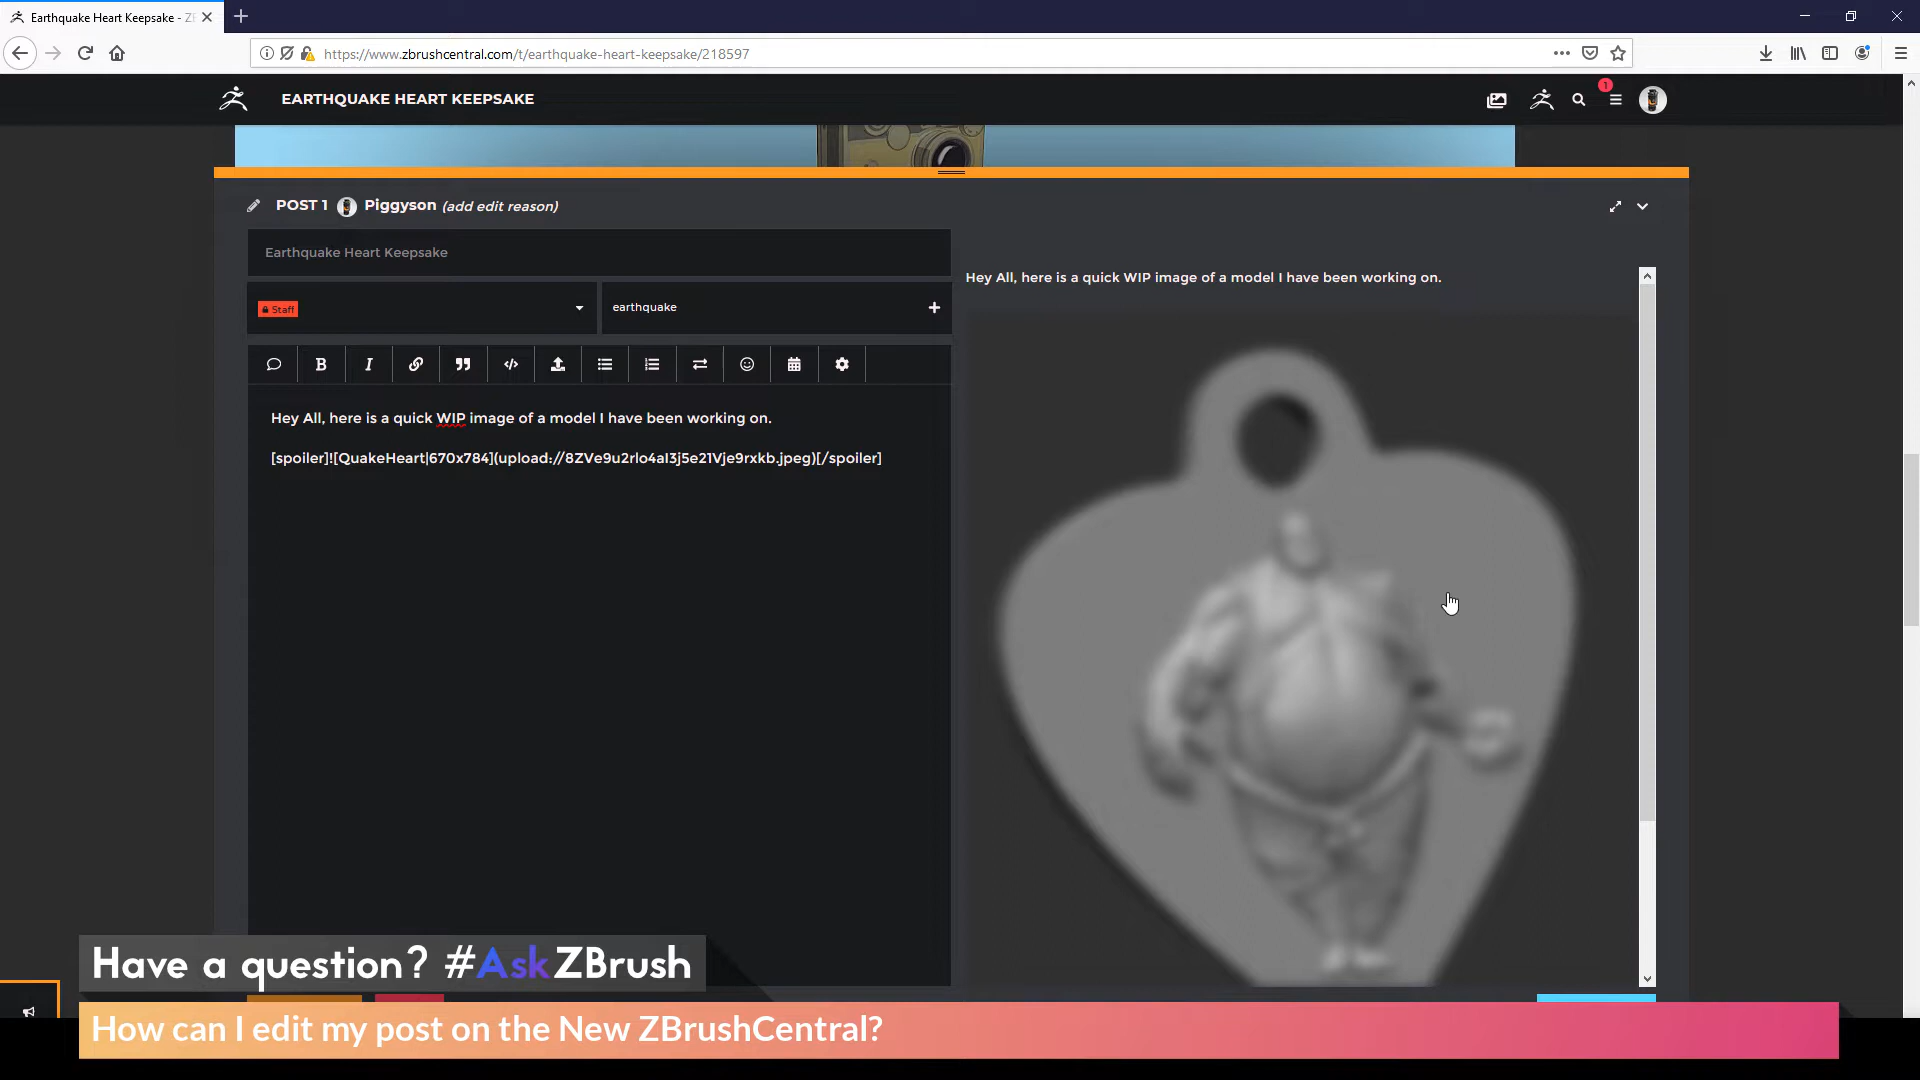 Earthquake Heart Keepsake - Z
https://www.zbrushcentral.com/t/earthquake-heart-keepsake/218597
EARTHQUAKE HEART KEEPSAKE
1
POST 1 Piggyson (add edit reason)
Earthquake Heart Keepsake
Staff
earthquake
Hey All, here is a quick WIP image of a model I have been working on.
[spoiler]![QuakeHeart|670x784](upload://8ZVe9u2rlo4aI3j5e21Vje9rxkb.jpeg)[/spoiler]
Hey All, here is a quick WIP image of a model I have been working on.
Have a question? #AskZBrush
How can I edit my post on the New ZBrushCentral?